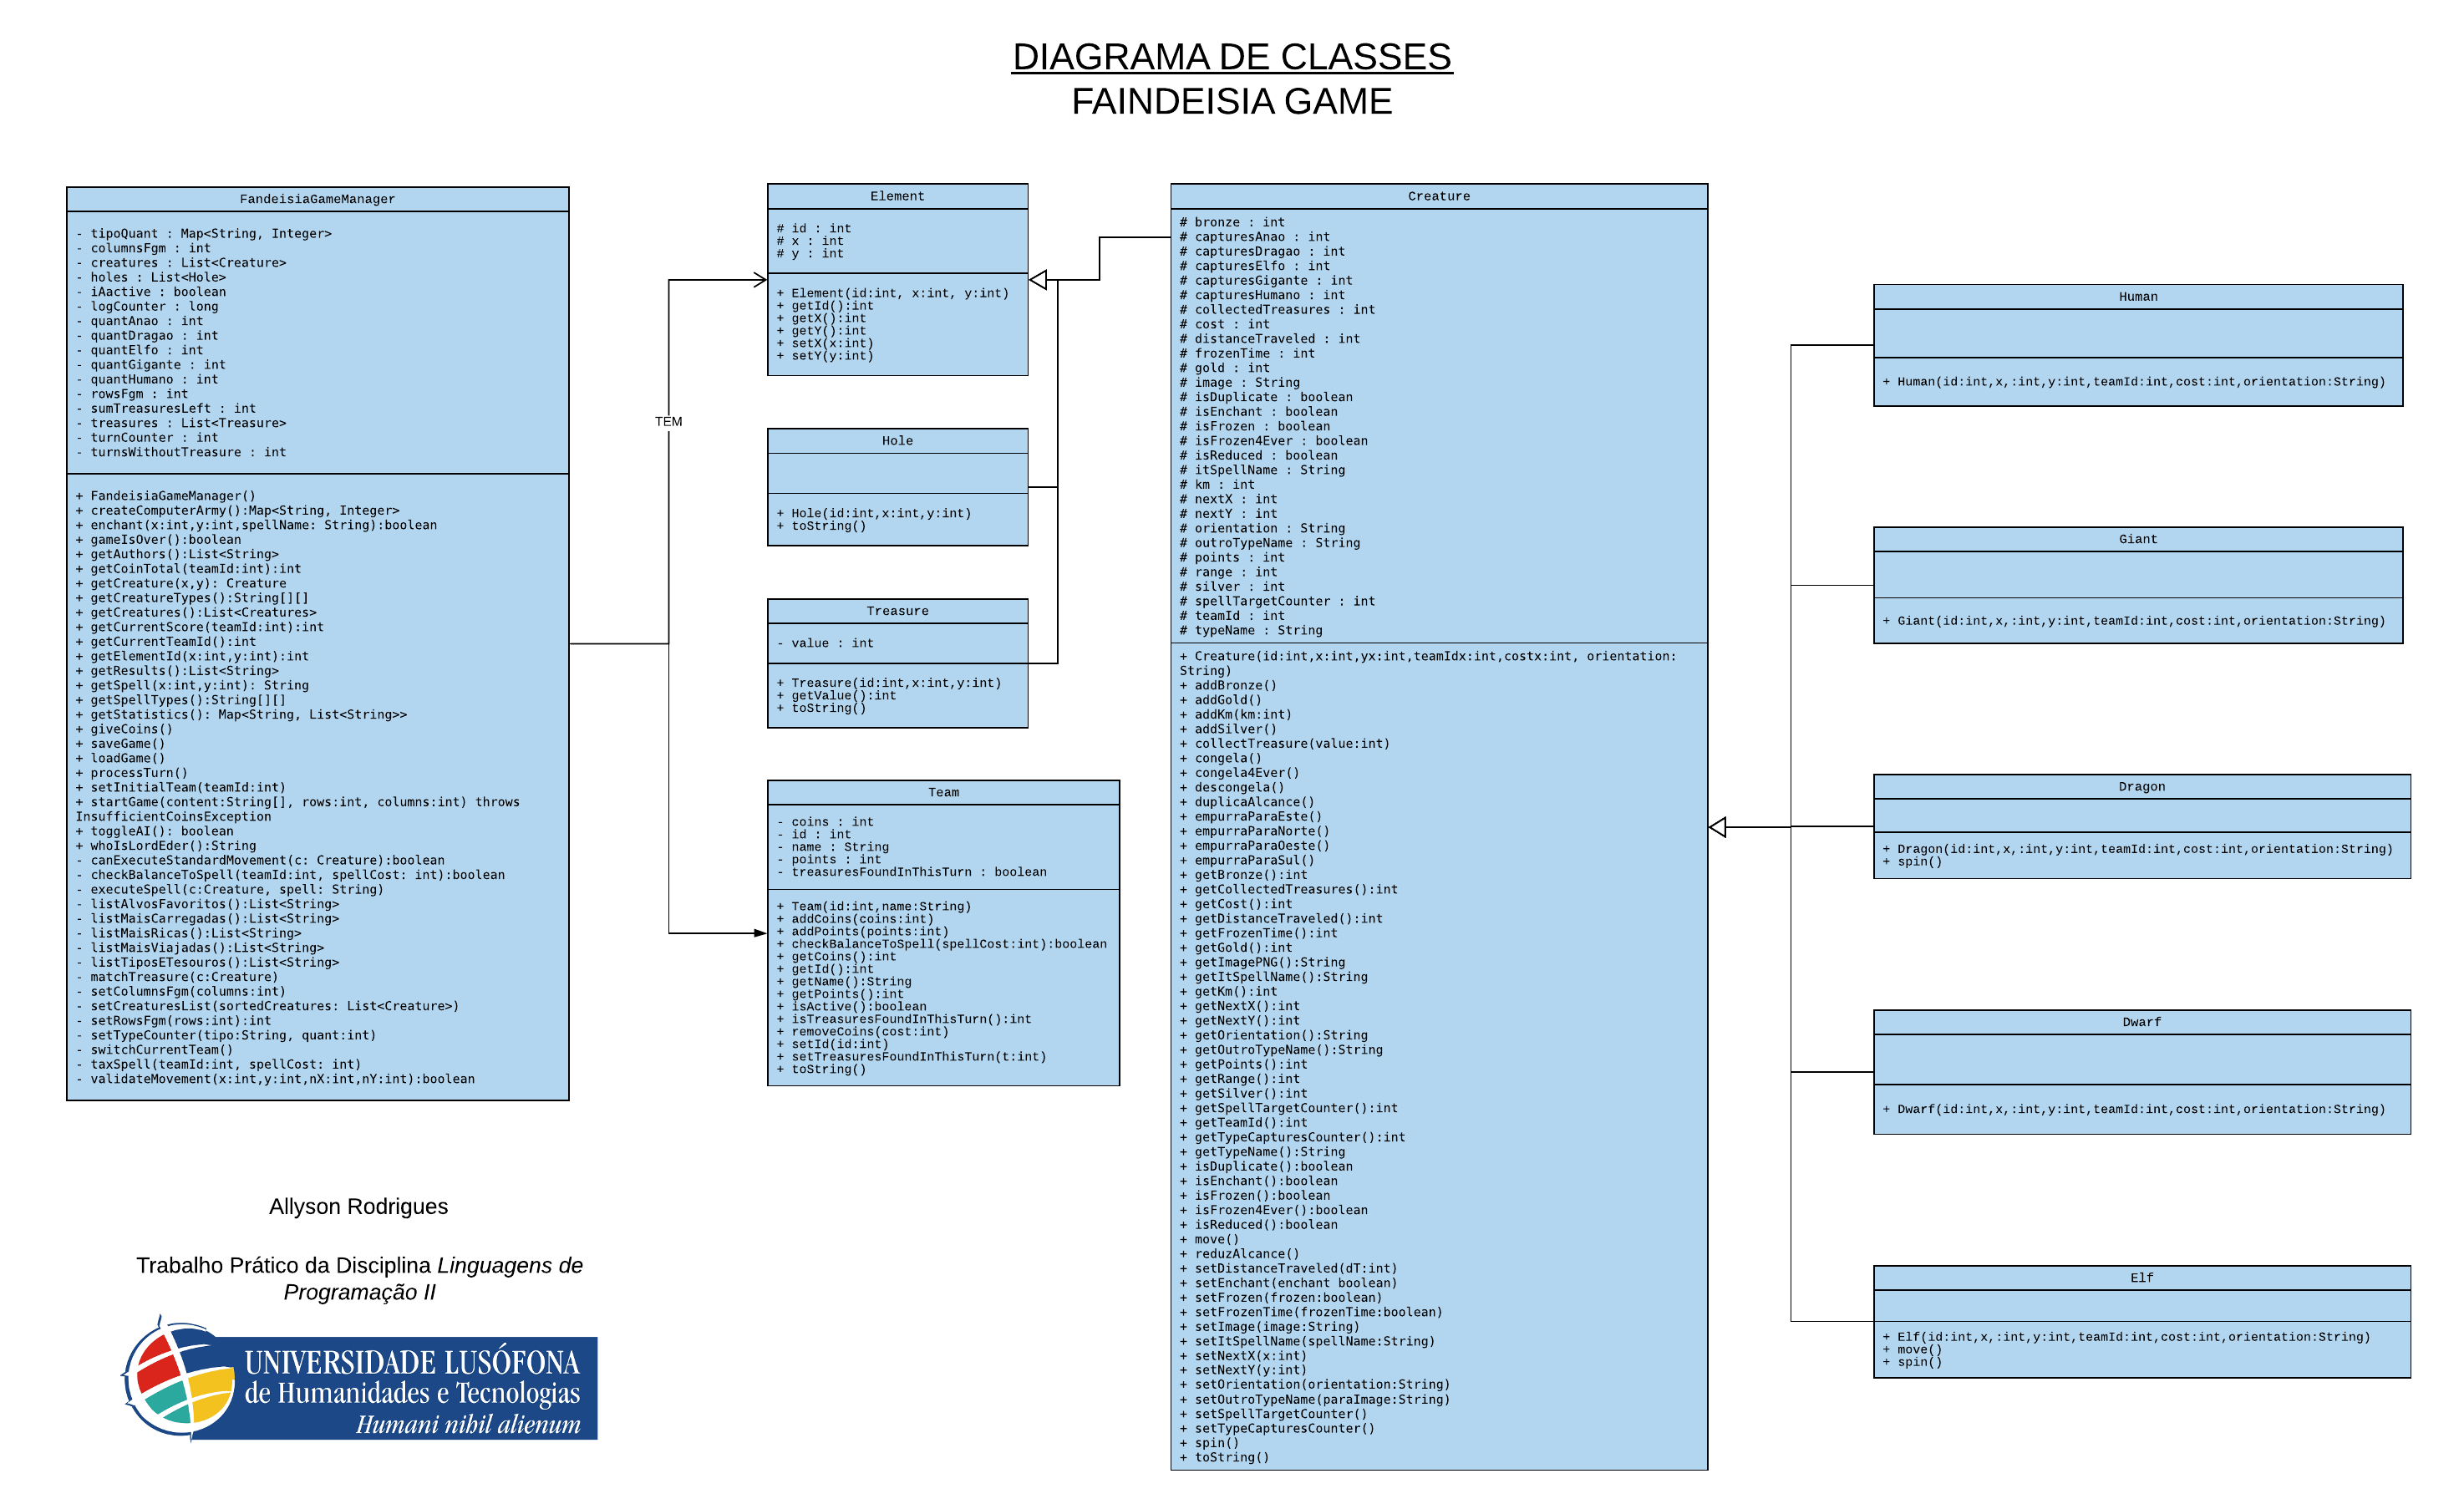 DIAGRAMA DE CLASSES
FAINDEISIA GAME
FandeisiaGameManager
- tipoQuant : Map<String, Integer>
- columnsFgm : int
- creatures : List<Creature>
- holes : List<Hole>
- iAactive : boolean
- logCounter : long
- quantAnao : int
- quantDragao : int
- quantElfo : int
- quantGigante : int
- quantHumano : int
- rowsFgm : int
- sumTreasuresLeft : int
- treasures : List<Treasure>
- turnCounter : int
- turnsWithoutTreasure : int
+ FandeisiaGameManager()
+ createComputerArmy():Map<String, Integer>
+ enchant(x:int,y:int,spellName: String):boolean
+ gameIsOver():boolean
+ getAuthors():List<String>
+ getCoinTotal(teamId:int):int
+ getCreature(x,y): Creature
+ getCreatureTypes():String[][]
+ getCreatures():List<Creatures>
+ getCurrentScore(teamId:int):int
+ getCurrentTeamId():int
+ getElementId(x:int,y:int):int
+ getResults():List<String>
+ getSpell(x:int,y:int): String
+ getSpellTypes():String[][]
+ getStatistics(): Map<String, List<String>>
+ giveCoins()
+ saveGame()
+ loadGame()
+ processTurn()
+ setInitialTeam(teamId:int)
+ startGame(content:String[], rows:int, columns:int) throws
InsufficientCoinsException
+ toggleAI(): boolean
+ whoIsLordEder():String
- canExecuteStandardMovement(c: Creature):boolean
- checkBalanceToSpell(teamId:int, spellCost: int):boolean
- executeSpell(c:Creature, spell: String)
- listAlvosFavoritos():List<String>
- listMaisCarregadas():List<String>
- listMaisRicas():List<String>
- listMaisViajadas():List<String>
- listTiposETesouros():List<String>
- matchTreasure(c:Creature)
- setColumnsFgm(columns:int)
- setCreaturesList(sortedCreatures: List<Creature>)
- setRowsFgm(rows:int):int
- setTypeCounter(tipo:String, quant:int)
- switchCurrentTeam()
- taxSpell(teamId:int, spellCost: int)
- validateMovement(x:int,y:int,nX:int,nY:int):boolean
TEM
Element
# id : int
# x : int
# y : int
+ Element(id:int, x:int, y:int)
+ getId():int
+ getX():int
+ getY():int
+ setX(x:int)
+ setY(y:int)
Hole
+ Hole(id:int,x:int,y:int)
+ toString()
Treasure
- value : int
+ Treasure(id:int,x:int,y:int)
+ getValue():int
+ toString()
Team
- coins : int
- id : int
- name : String
- points : int
- treasuresFoundInThisTurn : boolean
+ Team(id:int,name:String)
+ addCoins(coins:int)
+ addPoints(points:int)
+ checkBalanceToSpell(spellCost:int):boolean
+ getCoins():int
+ getId():int
+ getName():String
+ getPoints():int
+ isActive():boolean
+ isTreasuresFoundInThisTurn():int
+ removeCoins(cost:int)
+ setId(id:int)
+ setTreasuresFoundInThisTurn(t:int)
+ toString()
Creature
# bronze : int
# capturesAnao : int
# capturesDragao : int
# capturesElfo : int
# capturesGigante : int
# capturesHumano : int
# collectedTreasures : int
# cost : int
# distanceTraveled : int
# frozenTime : int
# gold : int
# image : String
# isDuplicate : boolean
# isEnchant : boolean
# isFrozen : boolean
# isFrozen4Ever : boolean
# isReduced : boolean
# itSpellName : String
# km : int
# nextX : int
# nextY : int
# orientation : String
# outroTypeName : String
# points : int
# range : int
# silver : int
# spellTargetCounter : int
# teamId : int
# typeName : String
+ Creature(id:int,x:int,yx:int,teamIdx:int,costx:int, orientation:
String)
+ addBronze()
+ addGold()
+ addKm(km:int)
+ addSilver()
+ collectTreasure(value:int)
+ congela()
+ congela4Ever()
+ descongela()
+ duplicaAlcance()
+ empurraParaEste()
+ empurraParaNorte()
+ empurraParaOeste()
+ empurraParaSul()
+ getBronze():int
+ getCollectedTreasures():int
+ getCost():int
+ getDistanceTraveled():int
+ getFrozenTime():int
+ getGold():int
+ getImagePNG():String
+ getItSpellName():String
+ getKm():int
+ getNextX():int
+ getNextY():int
+ getOrientation():String
+ getOutroTypeName():String
+ getPoints():int
+ getRange():int
+ getSilver():int
+ getSpellTargetCounter():int
+ getTeamId():int
+ getTypeCapturesCounter():int
+ getTypeName():String
+ isDuplicate():boolean
+ isEnchant():boolean
+ isFrozen():boolean
+ isFrozen4Ever():boolean
+ isReduced():boolean
+ move()
+ reduzAlcance()
+ setDistanceTraveled(dT:int)
+ setEnchant(enchant boolean)
+ setFrozen(frozen:boolean)
+ setFrozenTime(frozenTime:boolean)
+ setImage(image:String)
+ setItSpellName(spellName:String)
+ setNextX(x:int)
+ setNextY(y:int)
+ setOrientation(orientation:String)
+ setOutroTypeName(paraImage:String)
+ setSpellTargetCounter()
+ setTypeCapturesCounter()
+ spin()
+ toString()
Human
+ Human(id:int,x,:int,y:int,teamId:int,cost:int,orientation:String)
Giant
+ Giant(id:int,x,:int,y:int,teamId:int,cost:int,orientation:String)
Dragon
+ Dragon(id:int,x,:int,y:int,teamId:int,cost:int,orientation:String)
+ spin()
Dwarf
+ Dwarf(id:int,x,:int,y:int,teamId:int,cost:int,orientation:String)
Elf
+ Elf(id:int,x,:int,y:int,teamId:int,cost:int,orientation:String)
+ move()
+ spin()
Allyson Rodrigues
Trabalho Prático da Disciplina Linguagens de
Programação II
UNIVERSIDADE LUSÓFONA
de Humanidades e Tecnologias
Humani nihil alienum